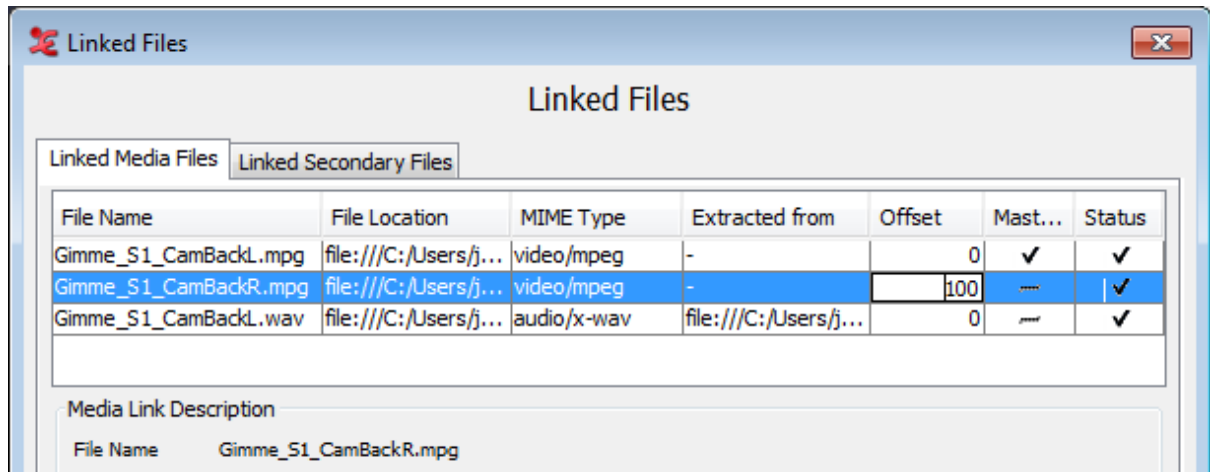 Linked Files
Linked Files
Linked Media Files Linked Secondary Files
File Name File Location MIME Type Extracted from Offset Mast... Status
Gimme_S1_CamBackL.mpg file:///C:/Users/j... video/mpeg - 0
Gimme_S1_CamBackR.mpg file:///C:/Users/j... video/mpeg - 100
Gimme_S1_CamBackL.wav file:///C:/Users/j... audio/x-wav file:///C:/Users/j... 0
Media Link Description
File Name Gimme_S1_CamBackR.mpg